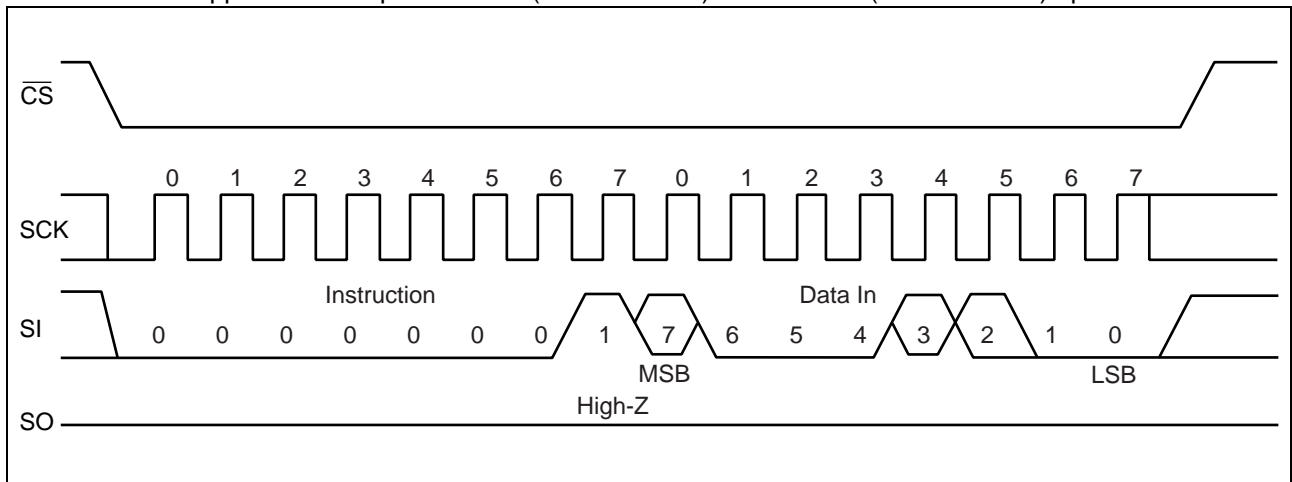 CS
0 1 2 3 4 5 6 7 0 1 2 3 4 5 6 7
SCK
Instruction Data In
SI 0 0 0 0 0 0 0 1 7 6 5 4 3 2 1 0
MSB LSB
High-Z
SO